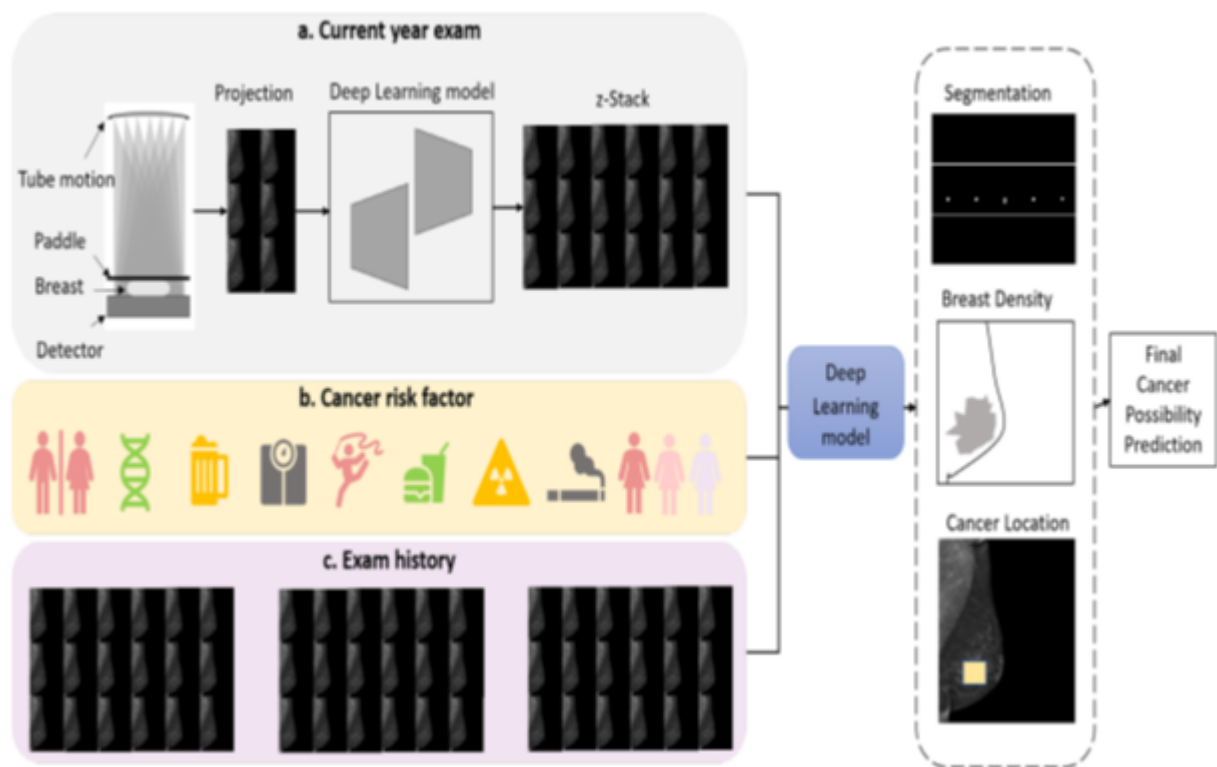 a. Current year exam
Projection
Deep Learning model
z-Stack
Tube motion
Paddle
Breast
Detector
b. Cancer risk factor
c. Exam history
Deep
Learning
model
Segmentation
Breast Density
Cancer Location
Final
Cancer
Possibility
Prediction